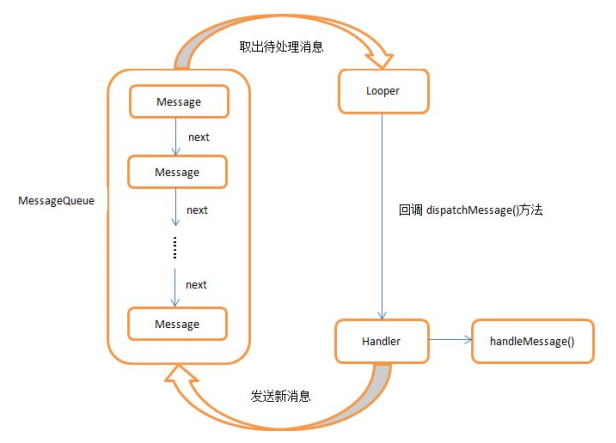 取出待处理消息
Message
Looper
next
Message
MessageQueue
next
回调 dispatchMessage()方法
next
Message
Handler
handleMessage()
发送新消息